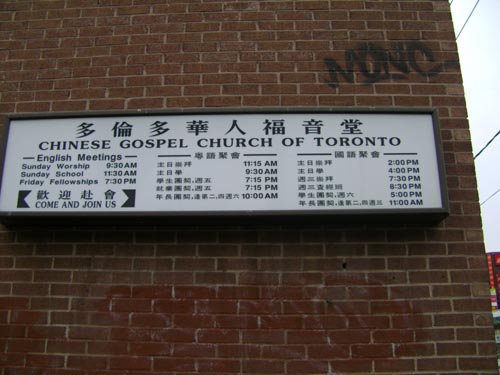 MDNC
多倫多華人福音堂
CHINESE GOSPEL CHURCH OF TORONTO
English Meetings
Sunday Worship 9:30 AM
Sunday School 11:30 AM
Friday Fellowships 7:30 PM
歡迎赴會
COME AND JOIN US
粵語聚會
主日崇拜 11:15 AM
主日學 9:30 AM
學生團契,週五 7:15 PM
就業團契,週五 7:15 PM
年長團契,逢第二,四週六 10:00 AM
國語聚會
主日崇拜 2:00 PM
主日學 4:00 PM
週三崇拜 7:30 PM
週三查經班 8:30 PM
學生團契,週六 5:00 PM
年長團契,逢第二,四週三 11:00 AM